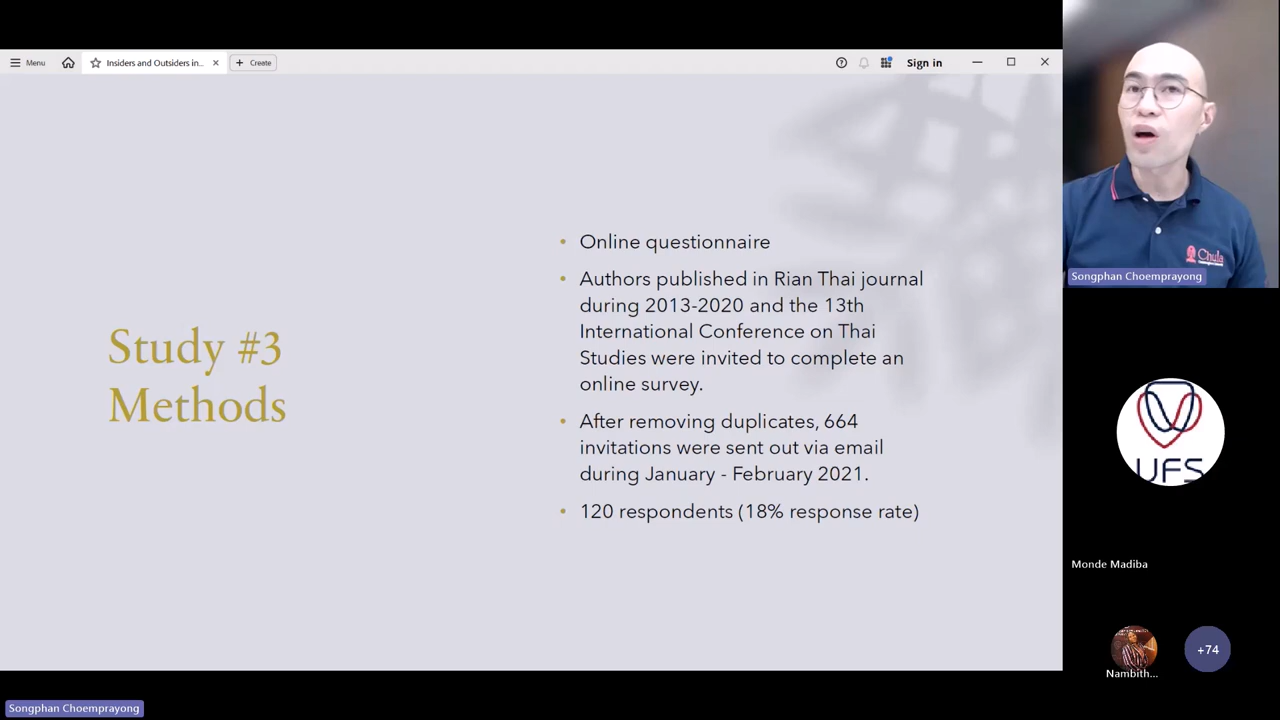 Menu
Insiders and Outsiders in...
Create
Sign in
Study #3
Methods
• Online questionnaire
• Authors published in Rian Thai journal
during 2013-2020 and the 13th
International Conference on Thai
Studies were invited to complete an
online survey.
• After removing duplicates, 664
invitations were sent out via email
during January - February 2021.
• 120 respondents (18% response rate)
Chula
Songphan Choemprayong
UFS
Monde Madiba
Nambith...
+74
Songphan Choemprayong